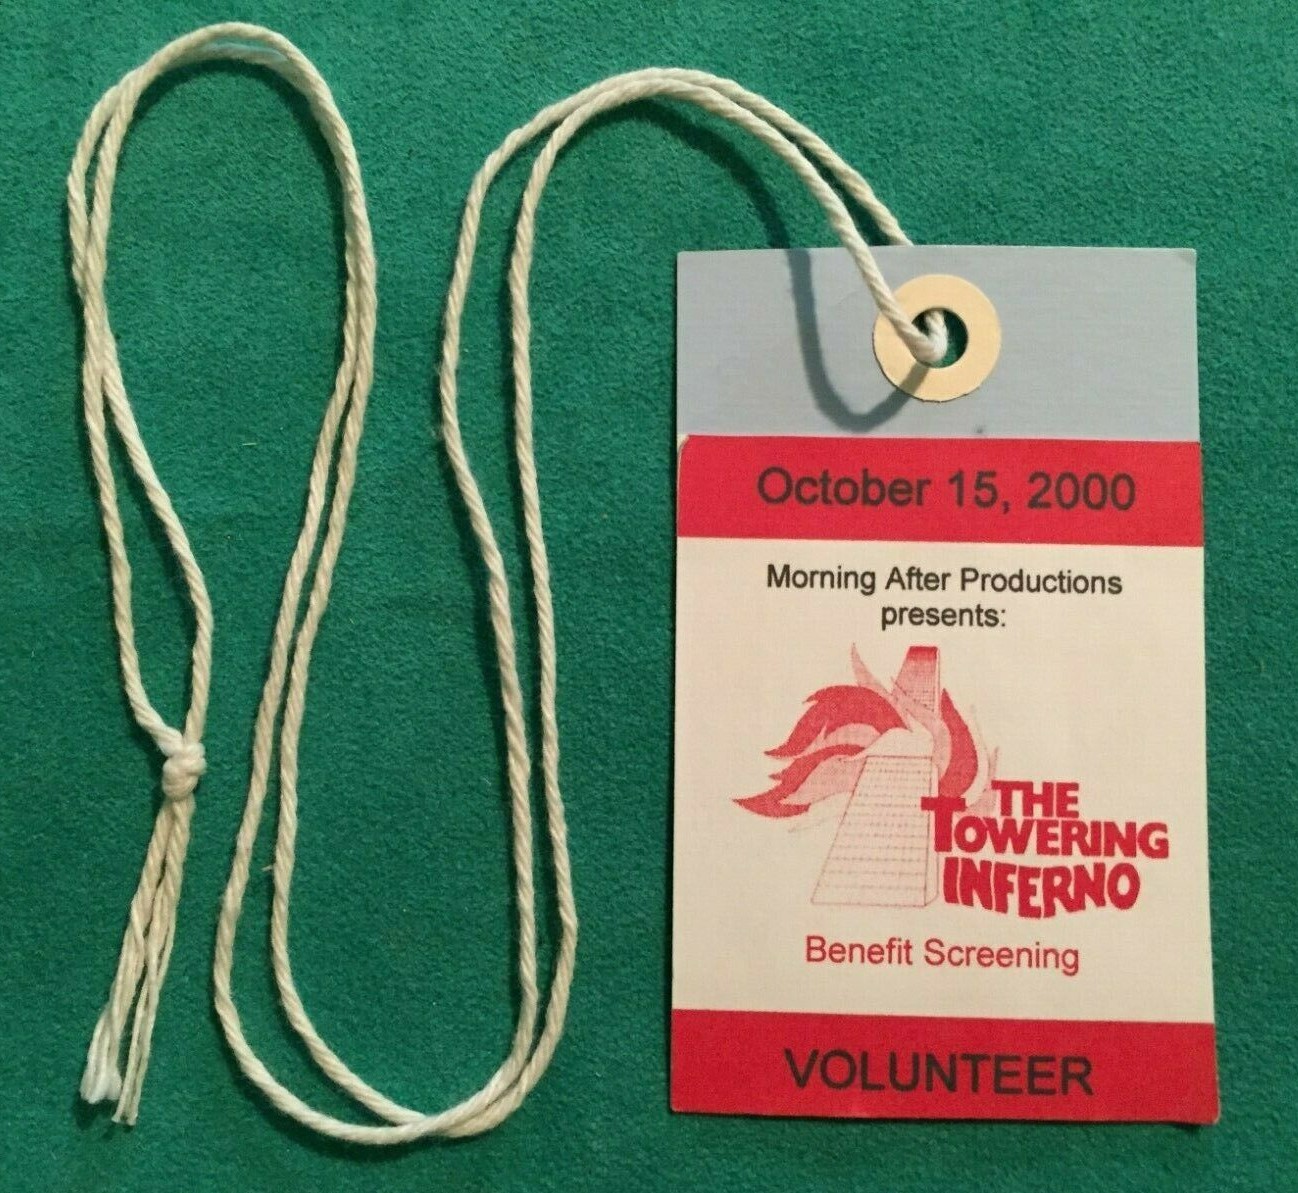 October 15, 2000
Morning After Productions
presents:
THE
TOWERING
INFERNO
Benefit Screening
VOLUNTEER